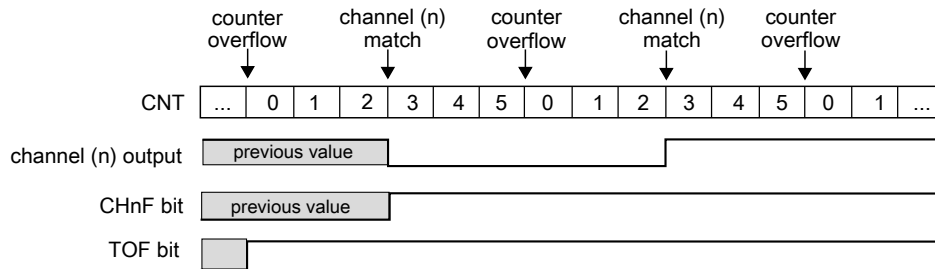 counter
overflow
channel (n)
match
counter
overflow
channel (n)
match
counter
overflow
CNT ... 0 1 2 3 4 5 0 1 2 3 4 5 0 1 ...
channel (n) output previous value
CHnF bit previous value
TOF bit